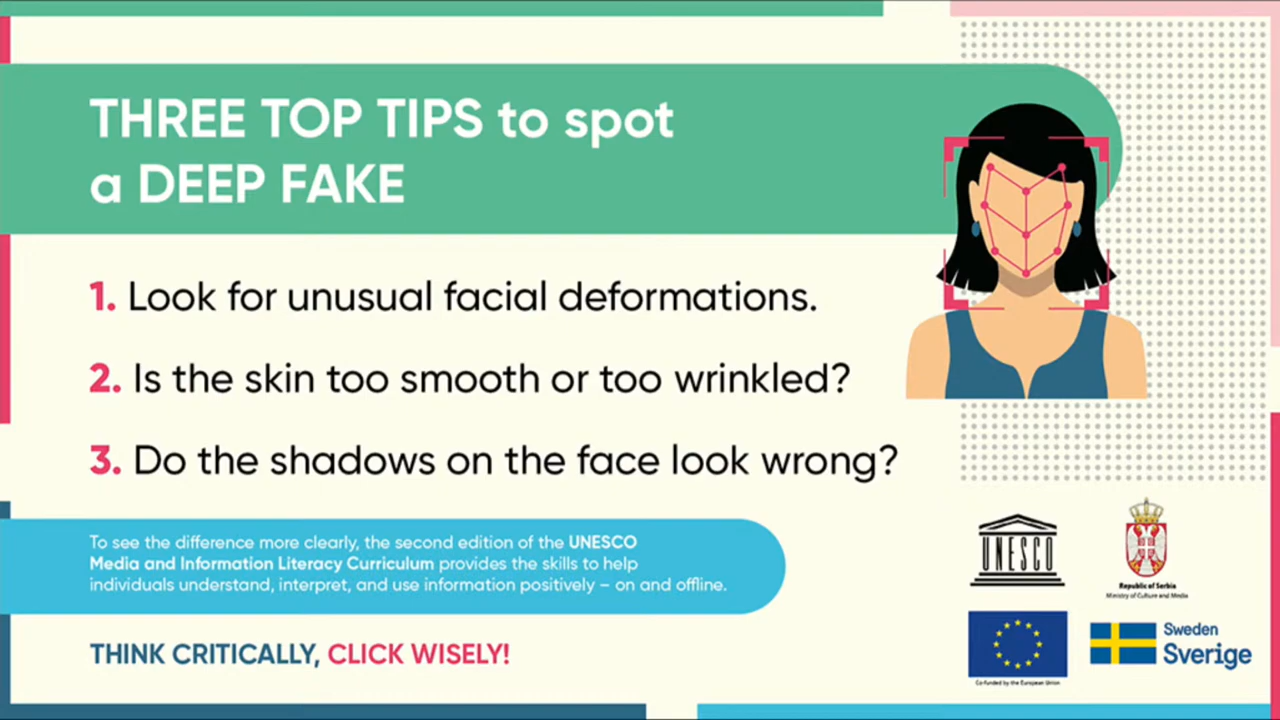 THREE TOP TIPS to spot
a DEEP FAKE
1. Look for unusual facial deformations.
2. Is the skin too smooth or too wrinkled?
3. Do the shadows on the face look wrong?
To see the difference more clearly, the second edition of the UNESCO
Media and Information Literacy Curriculum provides the skills to help
individuals understand, interpret, and use information positively – on and offline.
THINK CRITICALLY, CLICK WISELY!
UNESCO
Republic of Serbia
Ministry of Culture and Media
Co-funded by the European Union
Sweden
Sverige